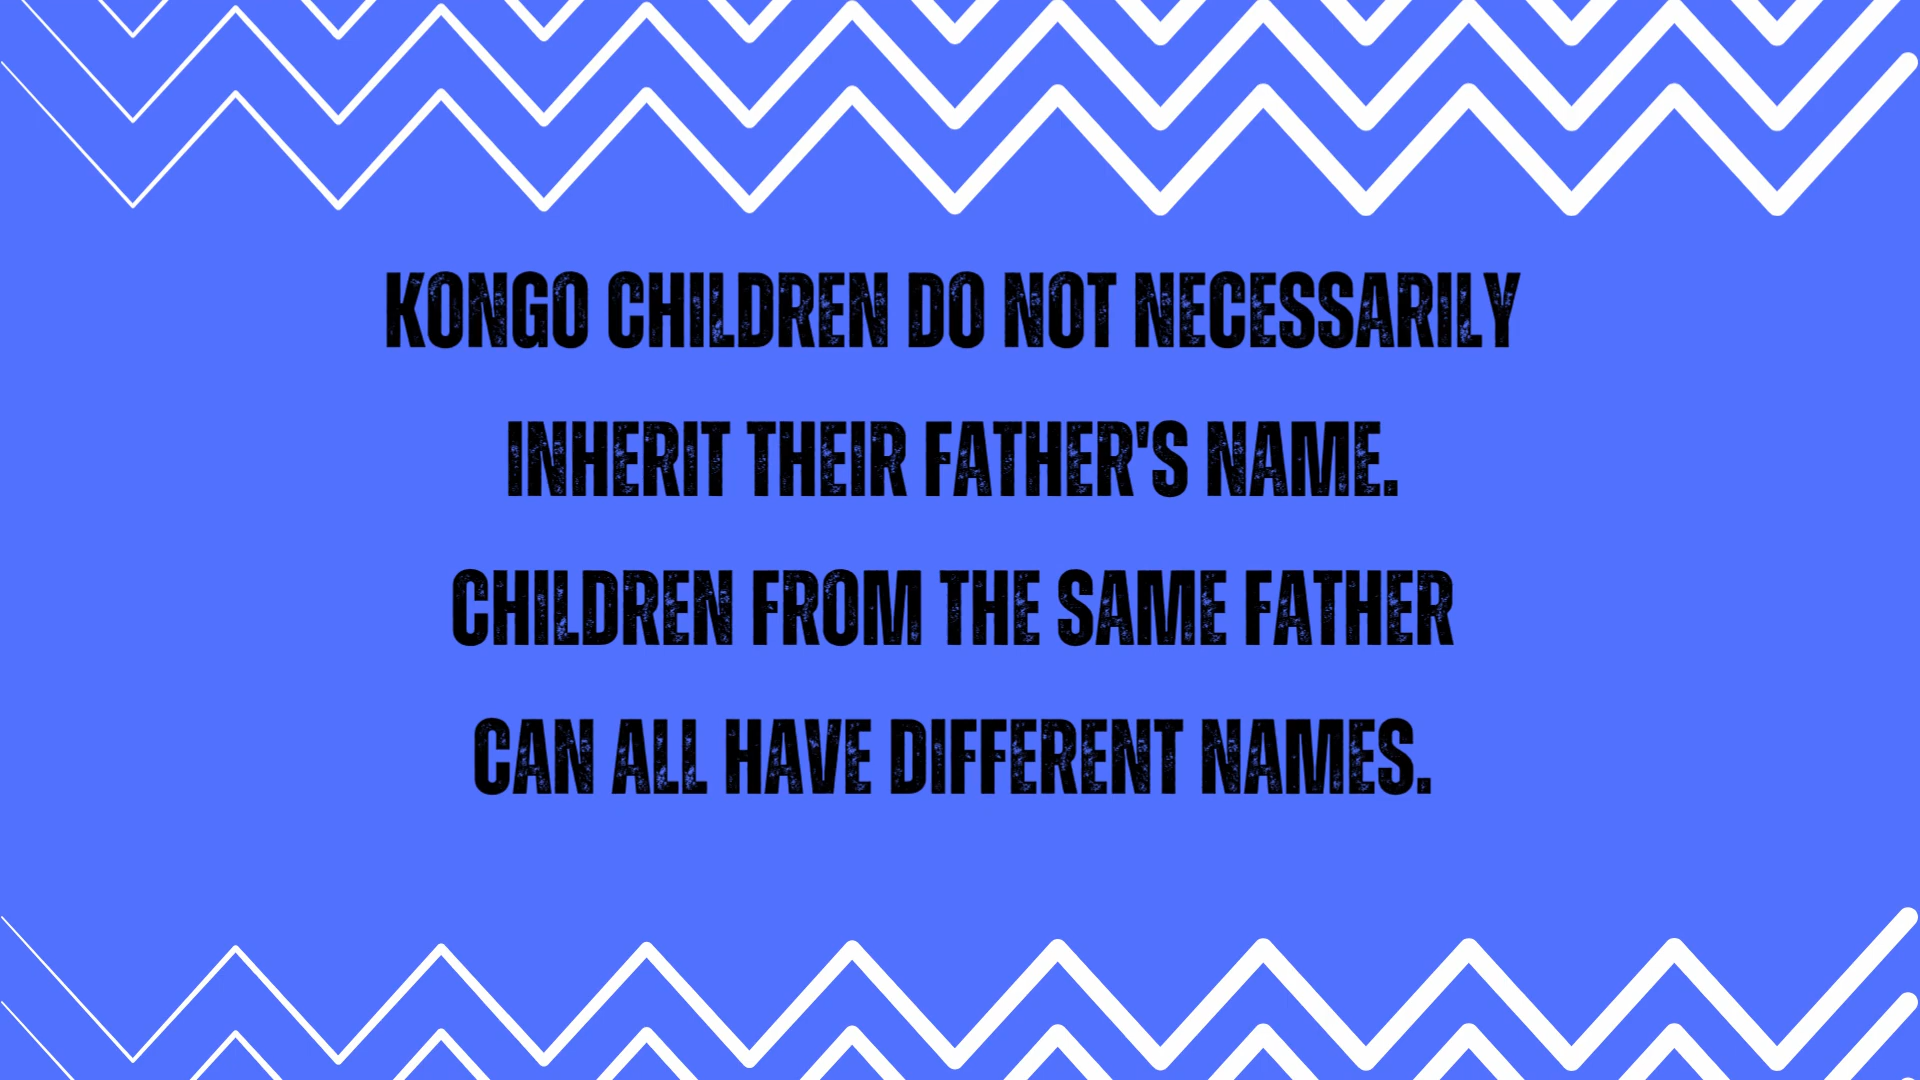 KONGO CHILDREN DO NOT NECESSARILY
INHERIT THEIR FATHER'S NAME.
CHILDREN FROM THE SAME FATHER
CAN ALL HAVE DIFFERENT NAMES.